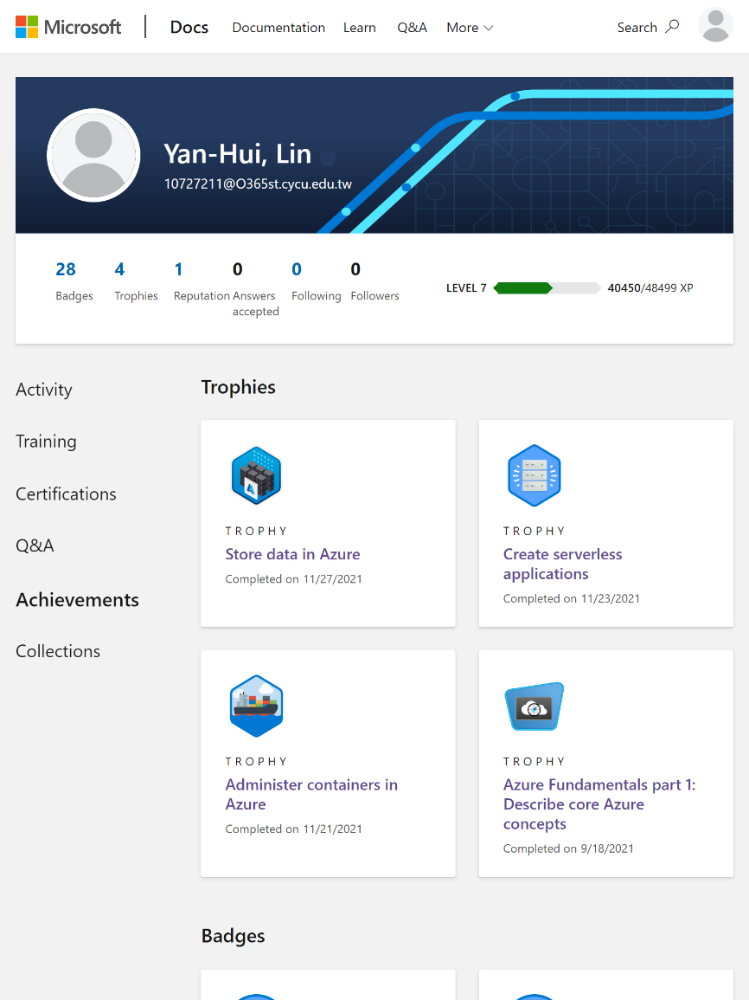 Microsoft Docs Documentation Learn Q&A More Search
Yan-Hui, Lin
10727211@O365st.cycu.edu.tw
28 4 1 0 0 0
Badges Trophies Reputation Answers accepted Following Followers
LEVEL 7 40450/48499 XP
Activity
Training
Certifications
Q&A
Achievements
Collections
Trophies
TROPHY
Store data in Azure
Completed on 11/27/2021
TROPHY
Create serverless
applications
Completed on 11/23/2021
TROPHY
Administer containers in
Azure
Completed on 11/21/2021
TROPHY
Azure Fundamentals part 1:
Describe core Azure
concepts
Completed on 9/18/2021
Badges